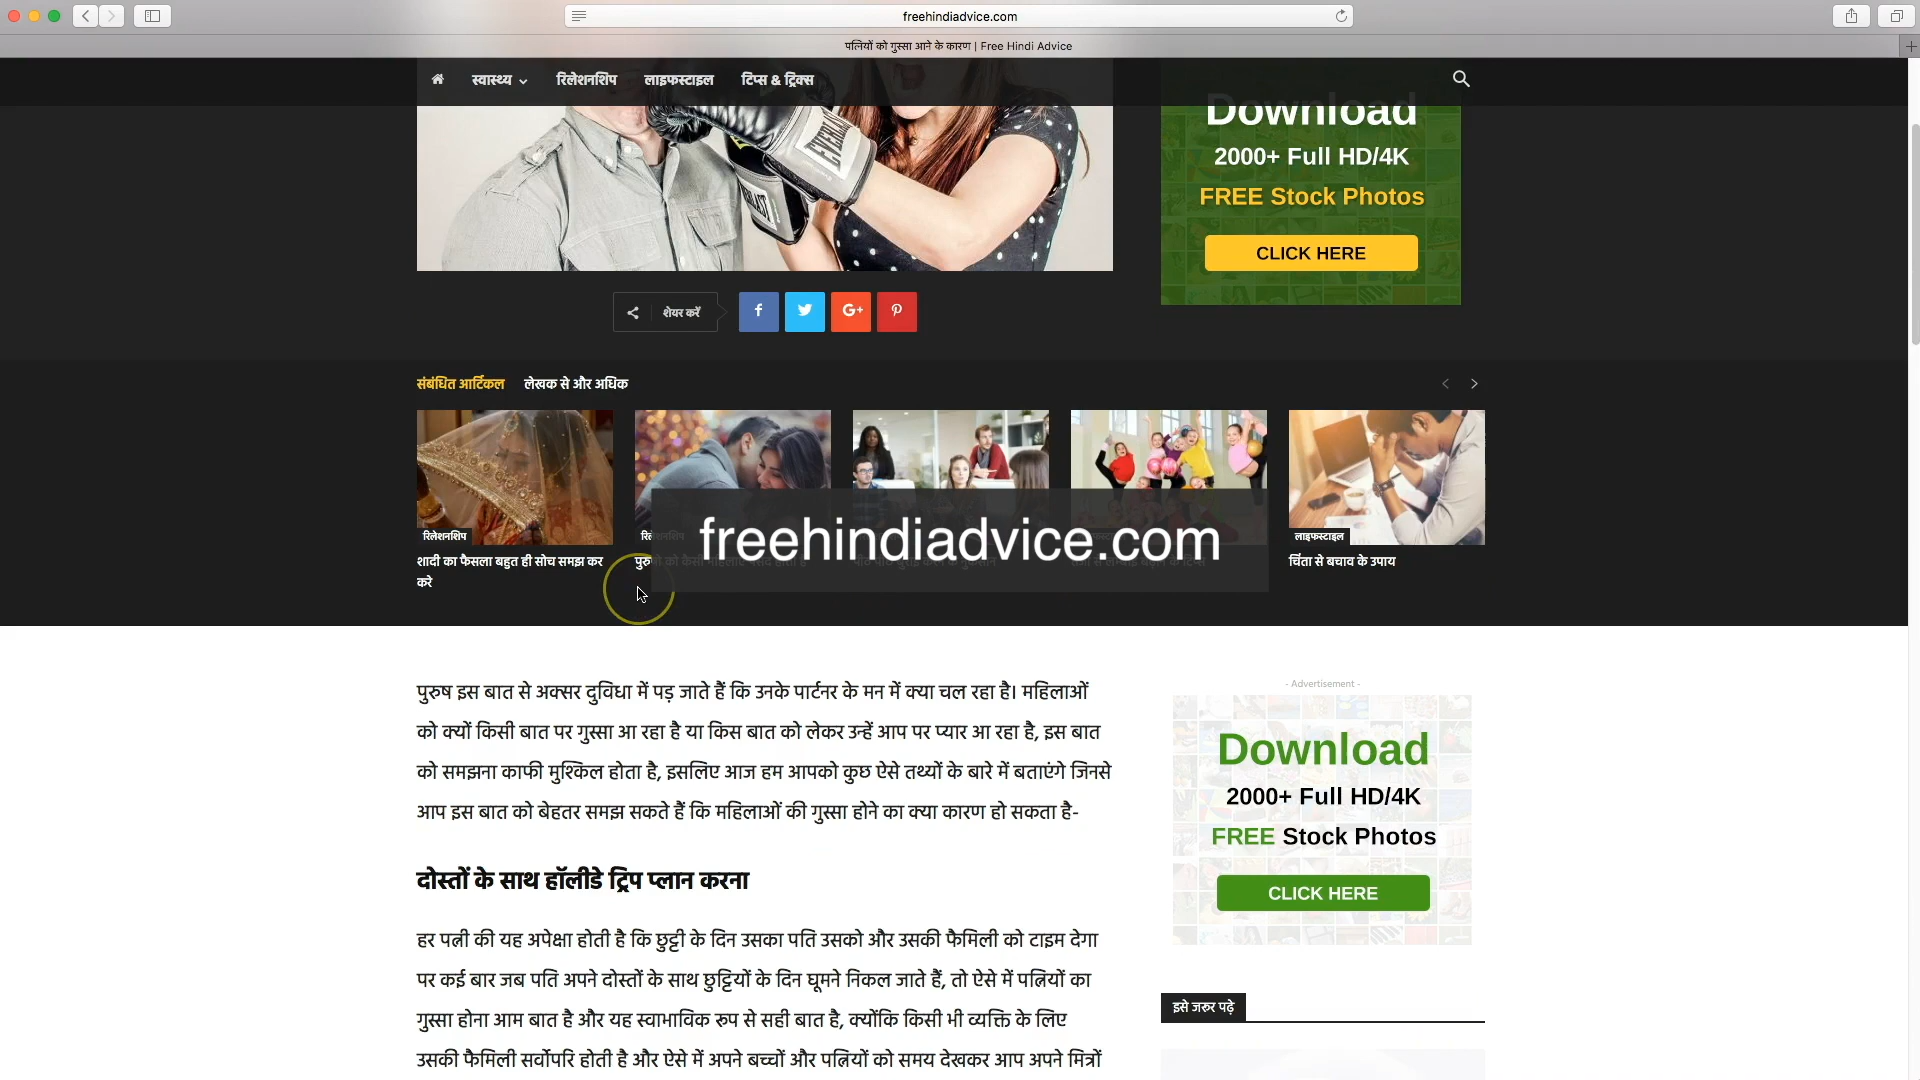 freehindiadvice.com
पत्नियों को गुस्सा आने के कारण | Free Hindi Advice
स्वास्थ्य
रिलेशनशिप
लाइफस्टाइल
टिप्स & ट्रिक्स
EVERLAST
Download
2000+ Full HD/4K
FREE Stock Photos
CLICK HERE
शेयर करें
संबंधित आर्टिकल
लेखक से और अधिक
रिलेशनशिप
शादी का फैसला बहुत ही सोच समझ कर
करे
लाइफस्टाइल
चिंता से बचाव के उपाय
freehindiadvice.com
पुरुष इस बात से अक्सर दुविधा में पड़ जाते हैं कि उनके पार्टनर के मन में क्या चल रहा है। महिलाओं
को क्यों किसी बात पर गुस्सा आ रहा है या किस बात को लेकर उन्हें आप पर प्यार आ रहा है, इस बात
को समझना काफी मुश्किल होता है, इसलिए आज हम आपको कुछ ऐसे तथ्यों के बारे में बताएंगे जिनसे
आप इस बात को बेहतर समझ सकते हैं कि महिलाओं की गुस्सा होने का क्या कारण हो सकता है-
दोस्तों के साथ हॉलीडे ट्रिप प्लान करना
हर पत्नी की यह अपेक्षा होती है कि छुट्टी के दिन उसका पति उसको और उसकी फैमिली को टाइम देगा
पर कई बार जब पति अपने दोस्तों के साथ छुट्टियों के दिन घूमने निकल जाते हैं, तो ऐसे में पत्नियों का
गुस्सा होना आम बात है और यह स्वाभाविक रूप से सही बात है, क्योंकि किसी भी व्यक्ति के लिए
उसकी फैमिली सर्वोपरि होती है और ऐसे में अपने बच्चों और पत्नियों को समय देखकर आप अपने मित्रों
- Advertisement -
Download
2000+ Full HD/4K
FREE Stock Photos
CLICK HERE
इसे जरूर पढ़े